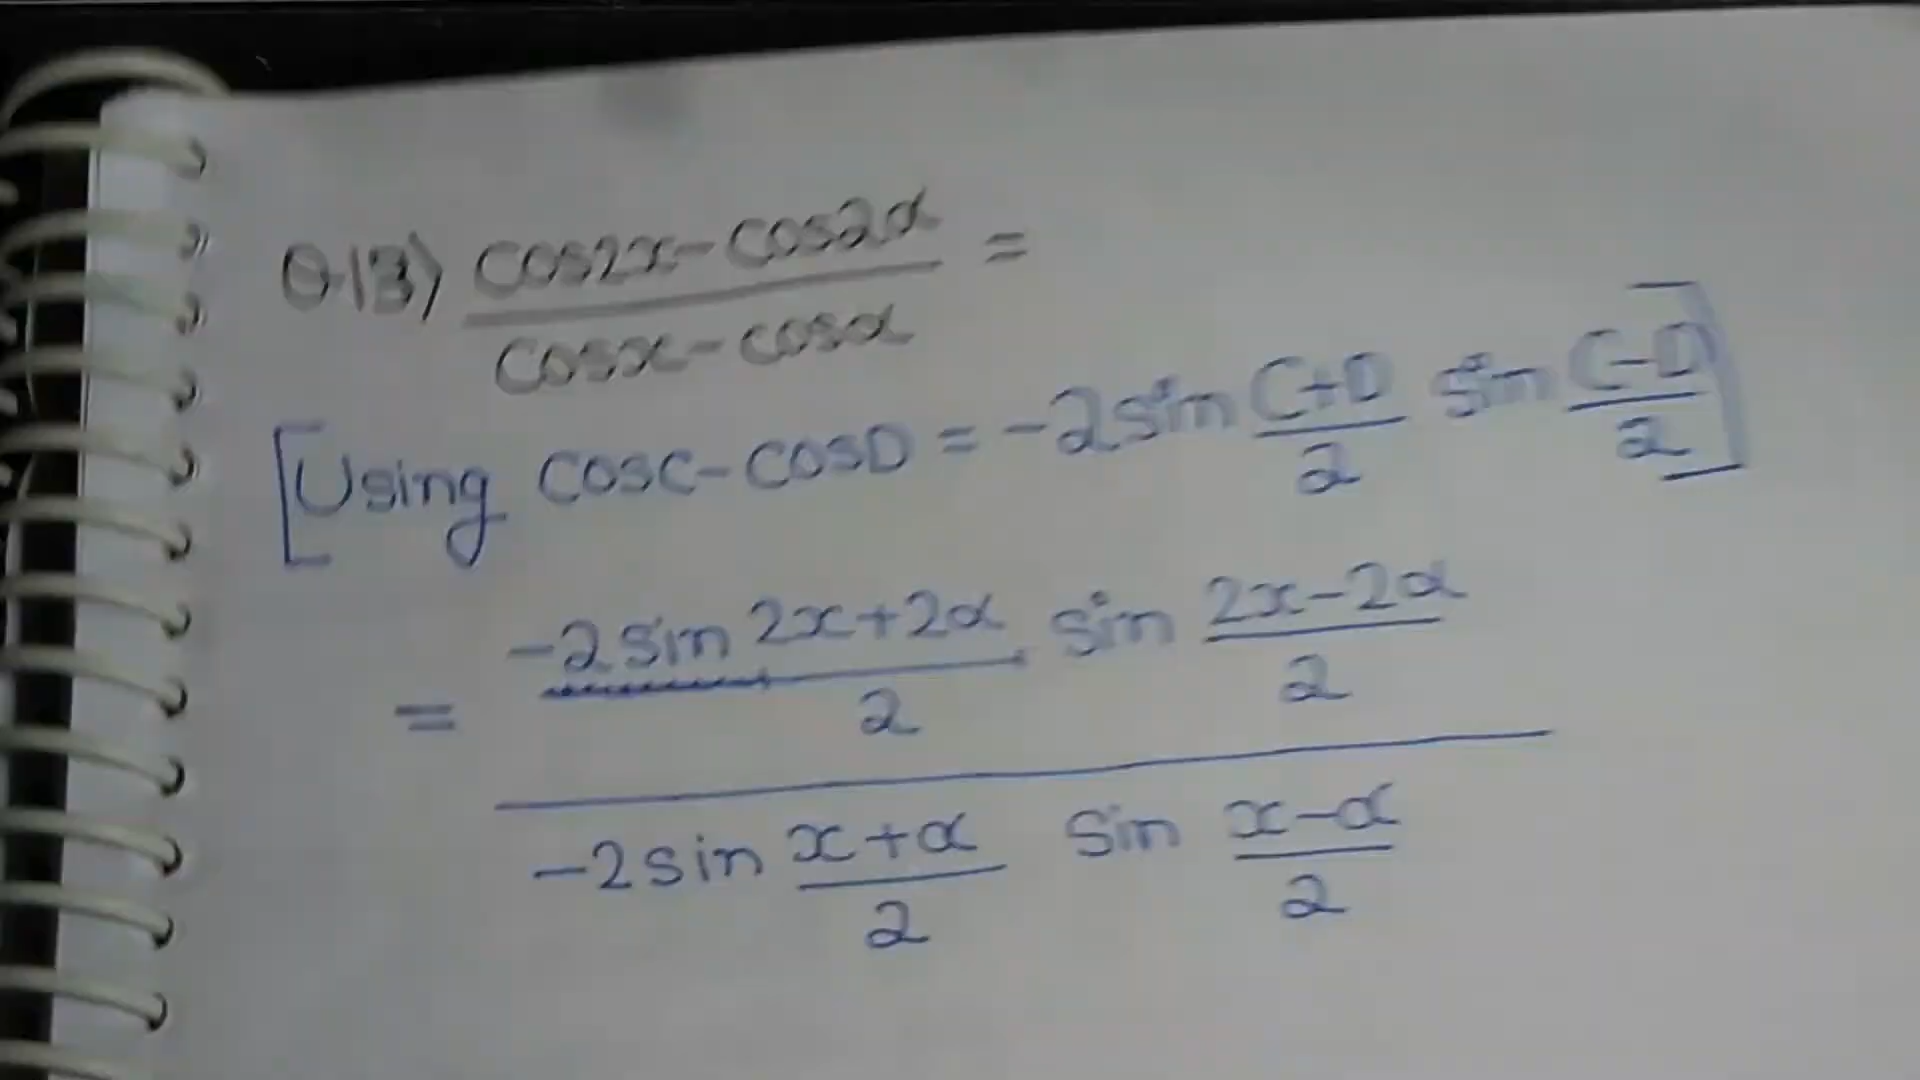 Q.13) cos2x-cos2α / cosx-cosα =
[Using cosC-cosD = -2sin C+D/2 sin C-D/2]
= -2sin 2x+2α/2 sin 2x-2α/2
-2sin x+α/2 sin x-α/2